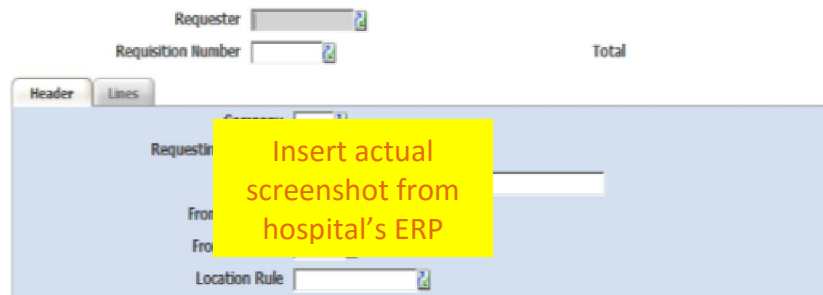 Requester
Requisition Number
Total
Header
Lines
Insert actual
screenshot from
hospital's ERP
Location Rule